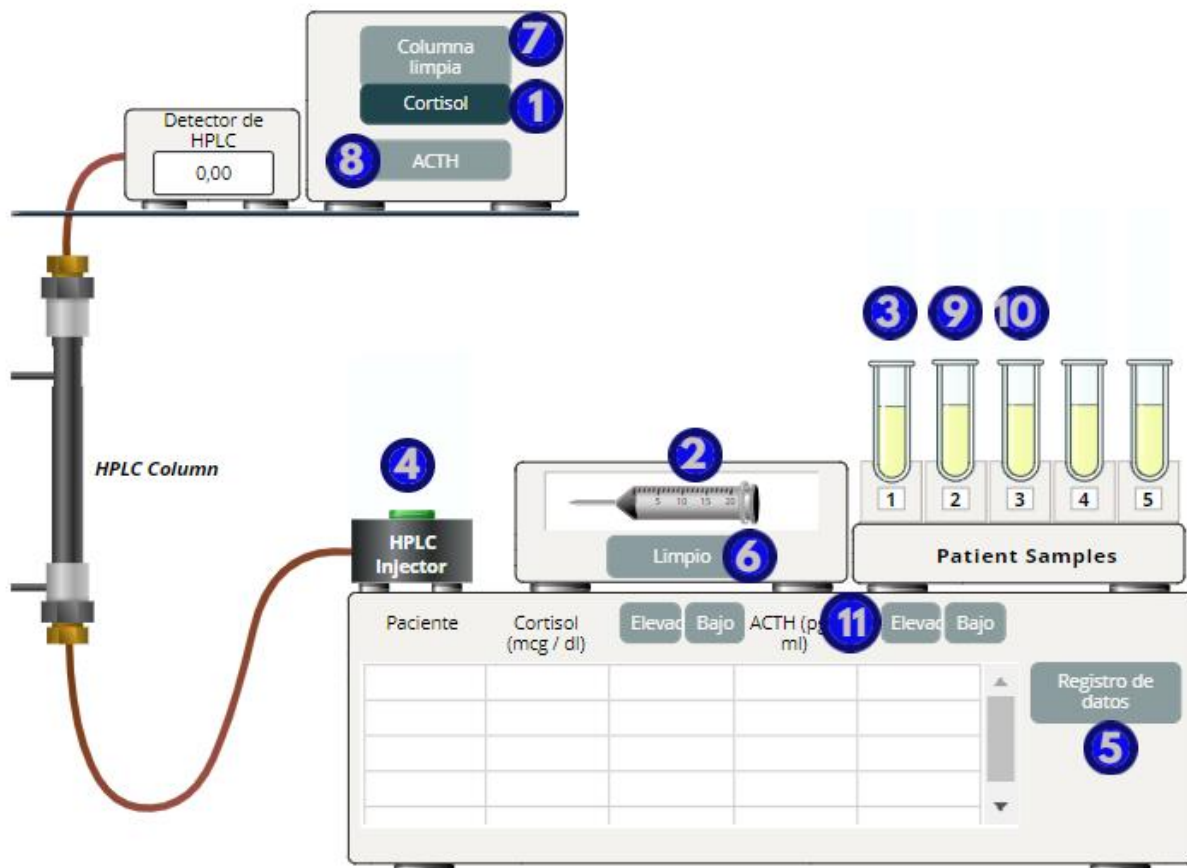 7
Columna
limpia
Cortisol
1
Detector de
HPLC
0,00
8
ACTH
3
9
10
HPLC Column
4
2
5 10 15 20
HPLC
Injector
Limpio
6
1
2
3
4
5
Patient Samples
Paciente
Cortisol
(mcg / dl)
Elevad
Bajo
ACTH (pg
ml)
11
Elevad
Bajo
Registro de
datos
5